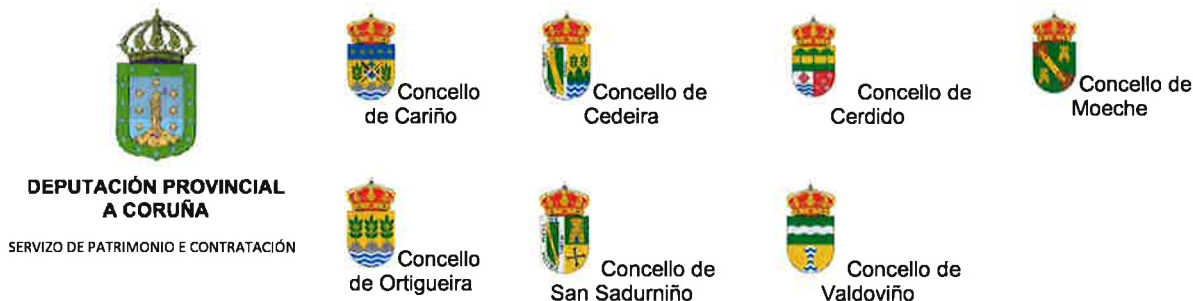 DEPUTACIÓN PROVINCIAL
A CORUÑA
SERVIZO DE PATRIMONIO E CONTRATACIÓN
Concello
de Cariño
Concello de
Cedeira
Concello de
Cerdido
Concello de
Moeche
Concello
de Ortigueira
Concello de
San Sadurniño
Concello de
Valdoviño